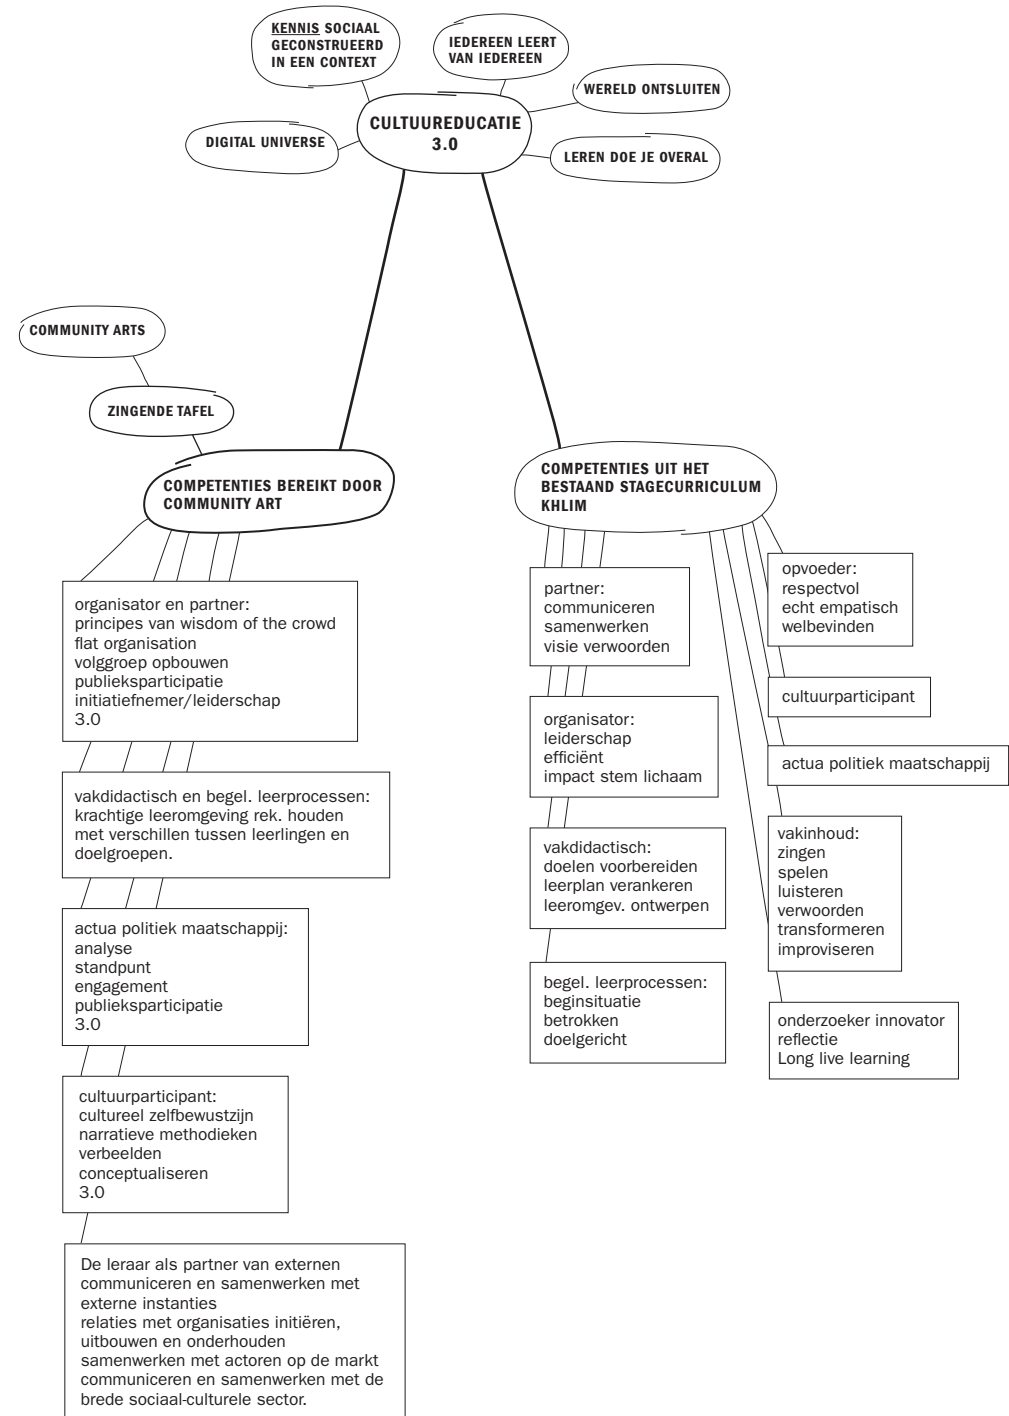 KENNIS SOCIAAL
GECONSTRUEERD
IN EEN CONTEXT
IEDEREEN LEERT
VAN IEDEREEN
WERELD ONTSLUITEN
CULTUUREDUCATIE
3.0
DIGITAL UNIVERSE
LEREN DOE JE OVERAL
COMMUNITY ARTS
ZINGENDE TAFEL
COMPETENTIES BEREIKT DOOR
COMMUNITY ART
organisator en partner:
principes van wisdom of the crowd
flat organisation
volggroep opbouwen
publieksparticipatie
initiatiefnemer/leiderschap
3.0
vakdidactisch en begel. leerprocessen:
krachtige leeromgeving rek. houden
met verschillen tussen leerlingen en
doelgroepen.
actua politiek maatschappij:
analyse
standpunt
engagement
publieksparticipatie
3.0
cultuurparticipant:
cultureel zelfbewustzijn
narratieve methodieken
verbeelden
conceptualiseren
3.0
De leraar als partner van externen
communiceren en samenwerken met
externe instanties
relaties met organisaties initiëren,
uitbouwen en onderhouden
samenwerken met actoren op de markt
communiceren en samenwerken met de
brede sociaal-culturele sector.
COMPETENTIES UIT HET
BESTAAND STAGECURRICULUM
KHLIM
partner:
communiceren
samenwerken
visie verwoorden
organisator:
leiderschap
efficiënt
impact stem lichaam
vakdidactisch:
doelen voorbereiden
leerplan verankeren
leeromgev. ontwerpen
begel. leerprocessen:
beginsituatie
betrokken
doelgericht
opvoeder:
respectvol
echt empatisch
welbevinden
cultuurparticipant
actua politiek maatschappij
vakinhoud:
zingen
spelen
luisteren
verwoorden
transformeren
improviseren
onderzoeker innovator
reflectie
Long live learning